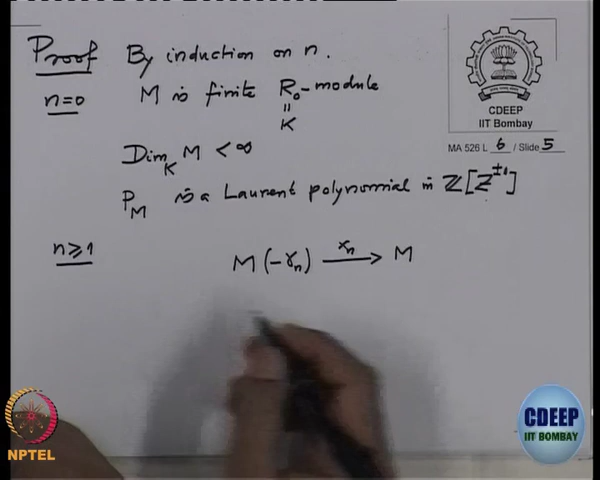 Proof By induction on n.
n=0 M is finite R₀-module
=
K
Dim_K M < ∞
P_M is a Laurent polynomial in ℤ[Z^±1]
n≥1 M(-γ_n) —x_n→ M
CDEEP
IIT Bombay
MA 526 L 6 / Slide 5
NPTEL
CDEEP
IIT BOMBAY